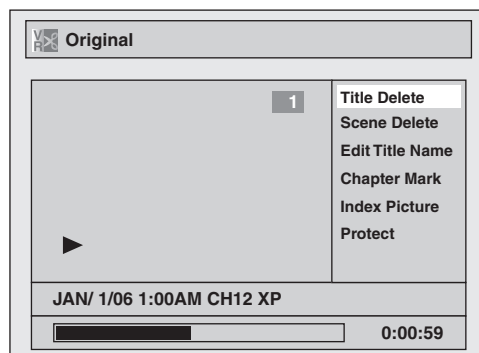 VR Original
1
Title Delete
Scene Delete
Edit Title Name
Chapter Mark
Index Picture
Protect
JAN/ 1/06 1:00AM CH12 XP
0:00:59